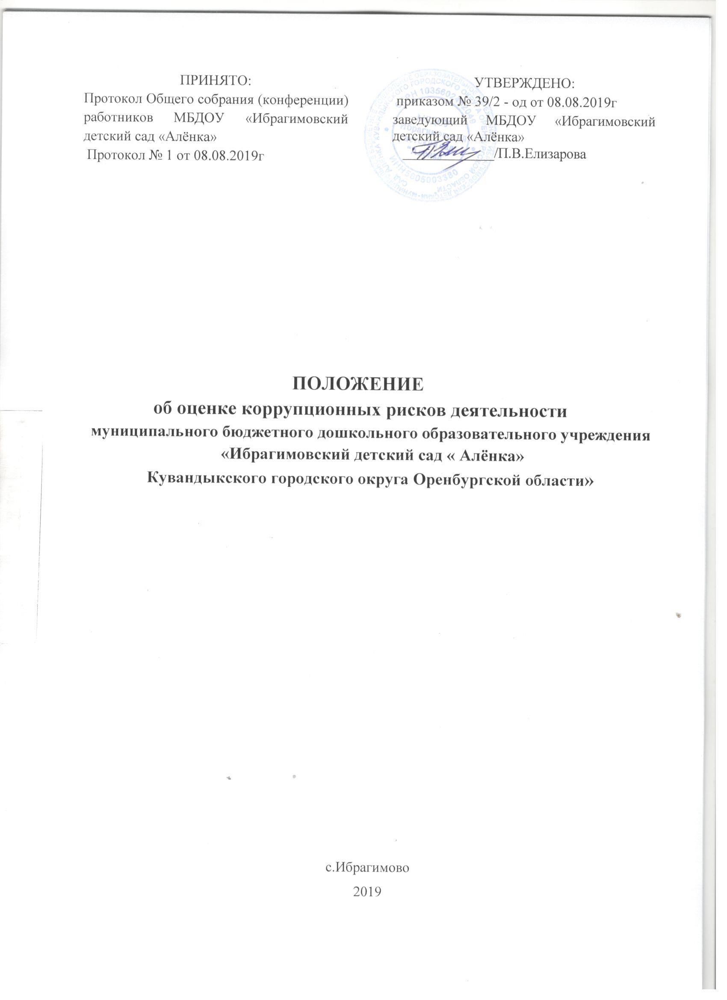 ПРИНЯТО:
Протокол Общего собрания (конференции)
работников МБДОУ «Ибрагимовский
детский сад «Алёнка»
Протокол № 1 от 08.08.2019г
УТВЕРЖДЕНО:
приказом № 39/2 - од от 08.08.2019г
заведующий МБДОУ «Ибрагимовский
детский сад «Алёнка»
/П.В.Елизарова
ИНН5605003380
ПОЛОЖЕНИЕ
об оценке коррупционных рисков деятельности
муниципального бюджетного дошкольного образовательного учреждения
«Ибрагимовский детский сад « Алёнка»
Кувандыкского городского округа Оренбургской области»
с.Ибрагимово
2019